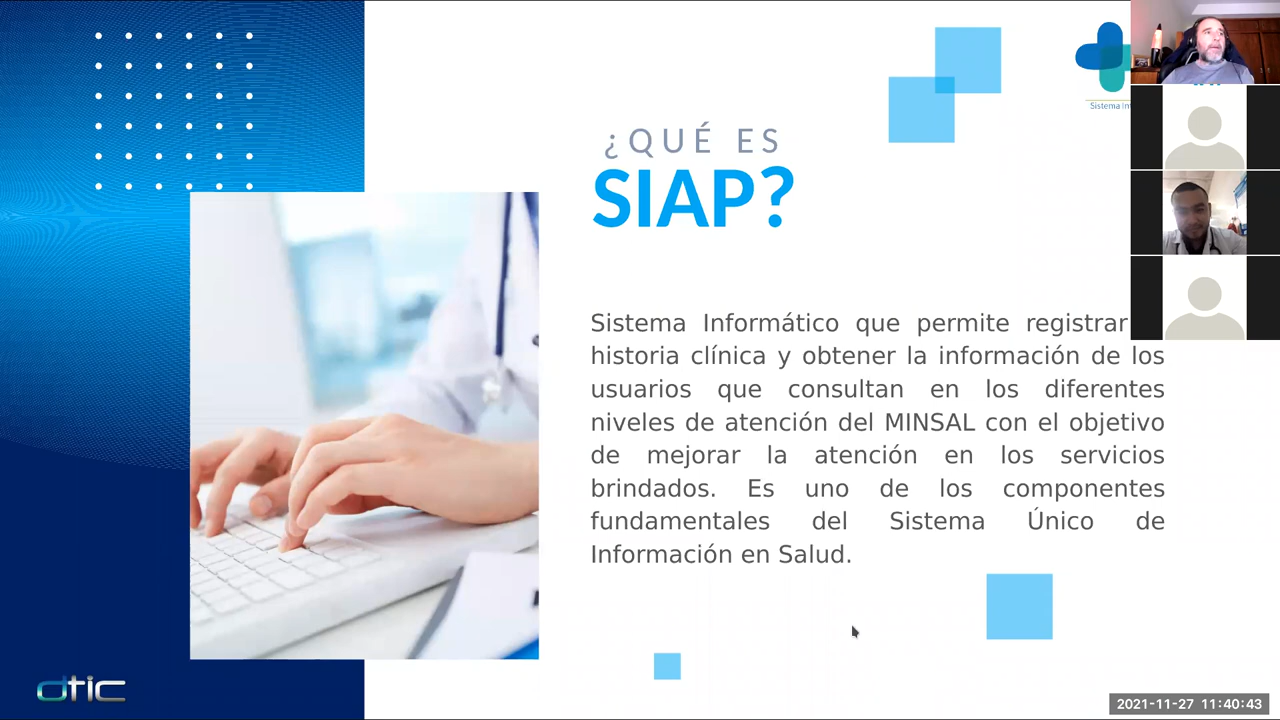 ¿QUÉ ES
SIAP?
Sistema
Sistema Informático que permite registrar
historia clínica y obtener la información de los
usuarios que consultan en los diferentes
niveles de atención del MINSAL con el objetivo
de mejorar la atención en los servicios
brindados. Es uno de los componentes
fundamentales del Sistema Único de
Información en Salud.
dtic
2021-11-27 11:40:43